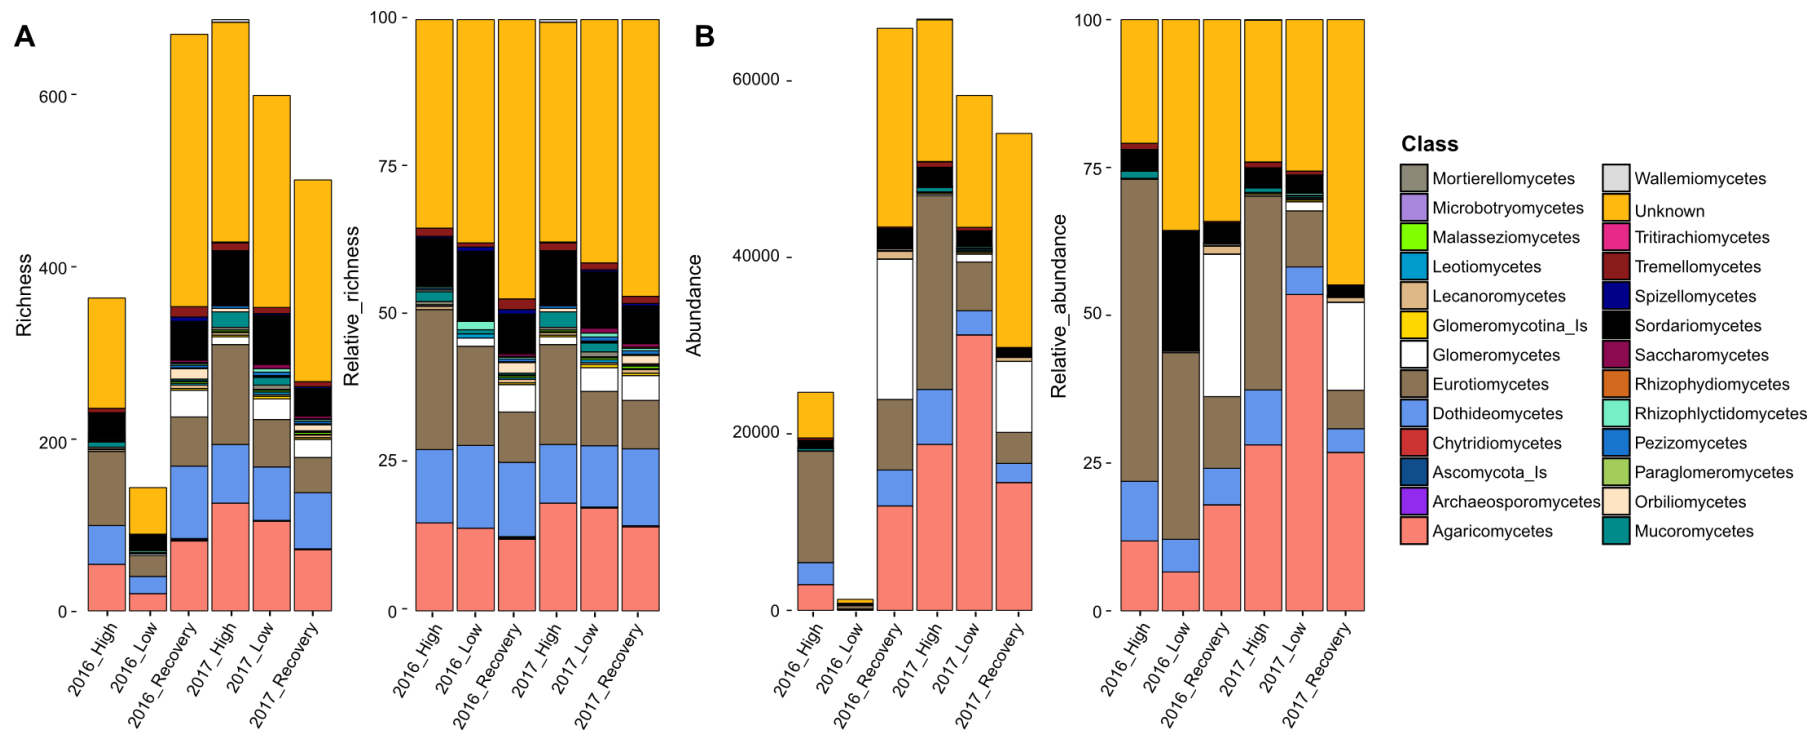 A
Richness
600
400
200
0
2016_High
2016_Low
2016_Recovery
2017_High
2017_Low
2017_Recovery
Relative_richness
100
75
50
25
0
2016_High
2016_Low
2016_Recovery
2017_High
2017_Low
2017_Recovery
B
Abundance
60000
40000
20000
0
2016_High
2016_Low
2016_Recovery
2017_High
2017_Low
2017_Recovery
Relative_abundance
100
75
50
25
0
2016_High
2016_Low
2016_Recovery
2017_High
2017_Low
2017_Recovery
Class
Mortierellomycetes
Microbotryomycetes
Malasseziomycetes
Leotiomycetes
Lecanoromycetes
Glomeromycotina_Is
Glomeromycetes
Eurotiomycetes
Dothideomycetes
Chytridiomycetes
Ascomycota_Is
Archaeosporomycetes
Agaricomycetes
Wallemiomycetes
Unknown
Tritirachiomycetes
Tremellomycetes
Spizellomycetes
Sordariomycetes
Saccharomycetes
Rhizophydiomycetes
Rhizophlyctidomycetes
Pezizomycetes
Paraglomeromycetes
Orbiliomycetes
Mucoromycetes